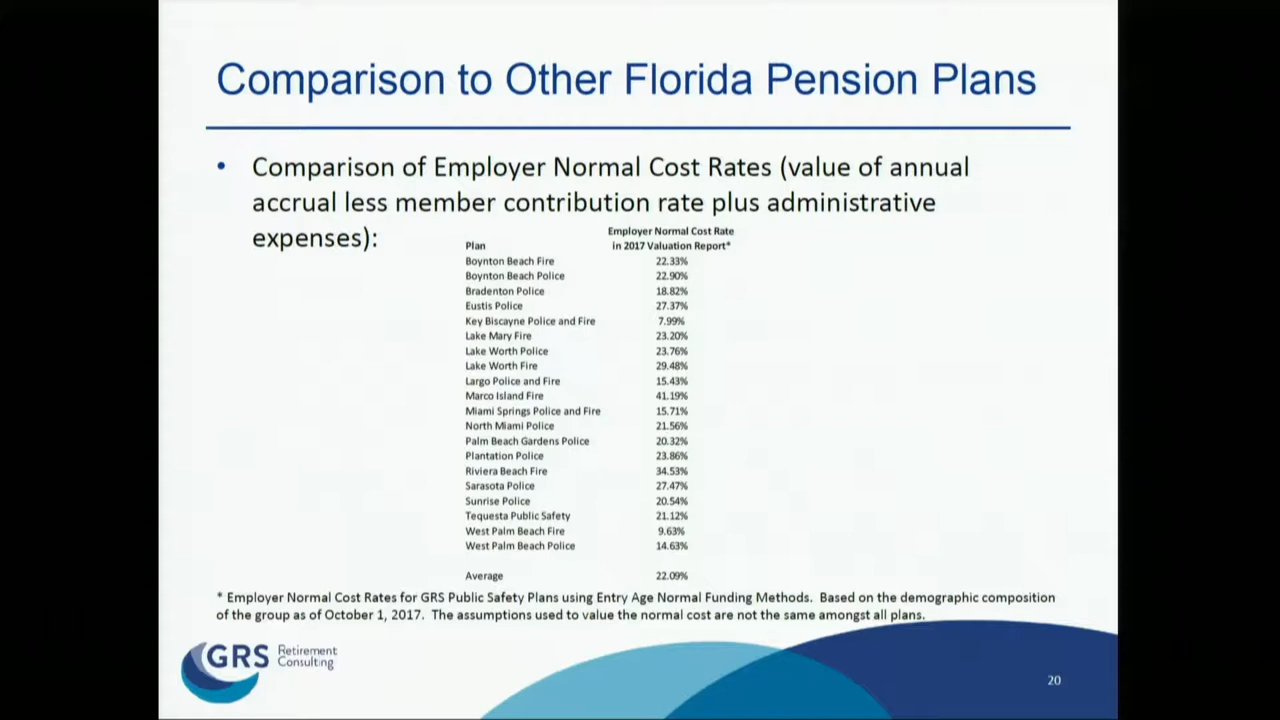 Comparison to Other Florida Pension Plans
• Comparison of Employer Normal Cost Rates (value of annual
accrual less member contribution rate plus administrative
expenses):
Employer Normal Cost Rate
Plan in 2017 Valuation Report*
Boynton Beach Fire 22.33%
Boynton Beach Police 22.90%
Bradenton Police 18.82%
Eustis Police 27.37%
Key Biscayne Police and Fire 7.99%
Lake Mary Fire 23.20%
Lake Worth Police 23.76%
Lake Worth Fire 29.48%
Largo Police and Fire 15.43%
Marco Island Fire 41.19%
Miami Springs Police and Fire 15.71%
North Miami Police 21.56%
Palm Beach Gardens Police 20.32%
Plantation Police 23.86%
Riviera Beach Fire 34.53%
Sarasota Police 27.47%
Sunrise Police 20.54%
Tequesta Public Safety 21.12%
West Palm Beach Fire 9.63%
West Palm Beach Police 14.63%
Average 22.09%
* Employer Normal Cost Rates for GRS Public Safety Plans using Entry Age Normal Funding Methods. Based on the demographic composition
of the group as of October 1, 2017. The assumptions used to value the normal cost are not the same amongst all plans.
GRS Retirement
Consulting
20